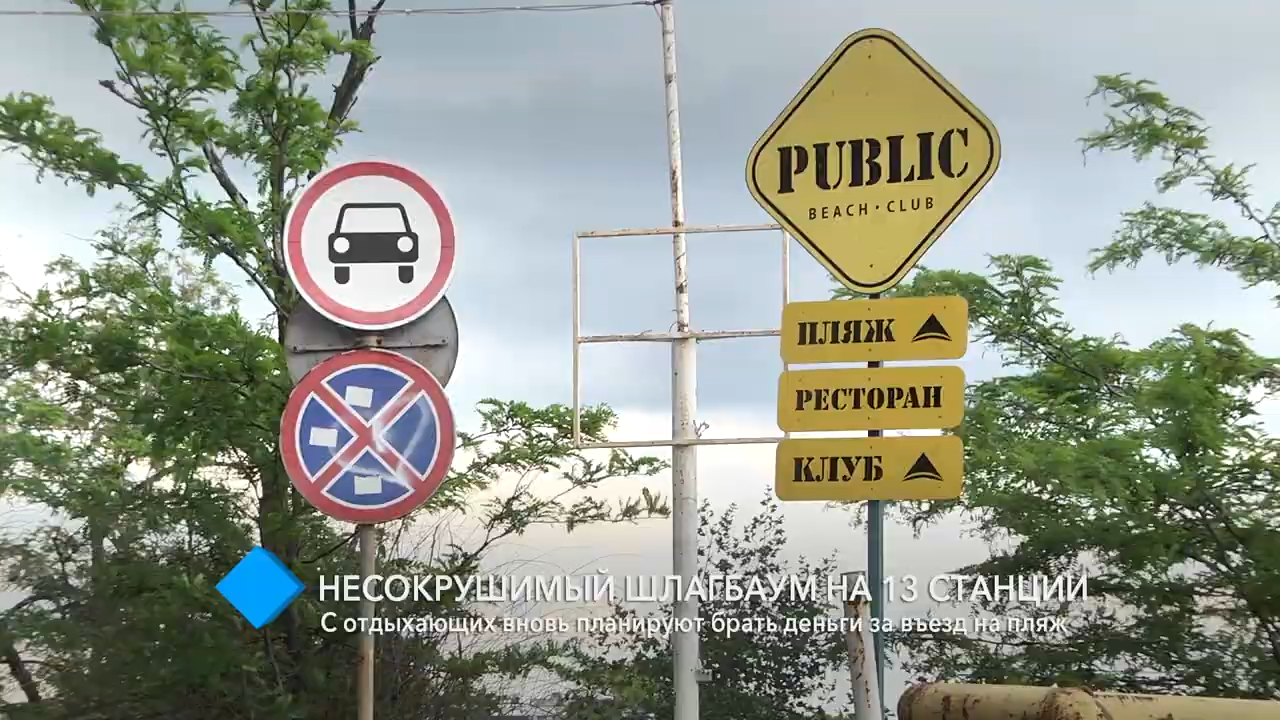 PUBLIC
BEACH · CLUB
ПЛЯЖ
РЕСТОРАН
КЛУБ
НЕСОКРУШИМЫЙ ШЛАГБАУМ НА 13 СТАНЦИИ
С отдыхающих вновь планируют брать деньги за въезд на пляж